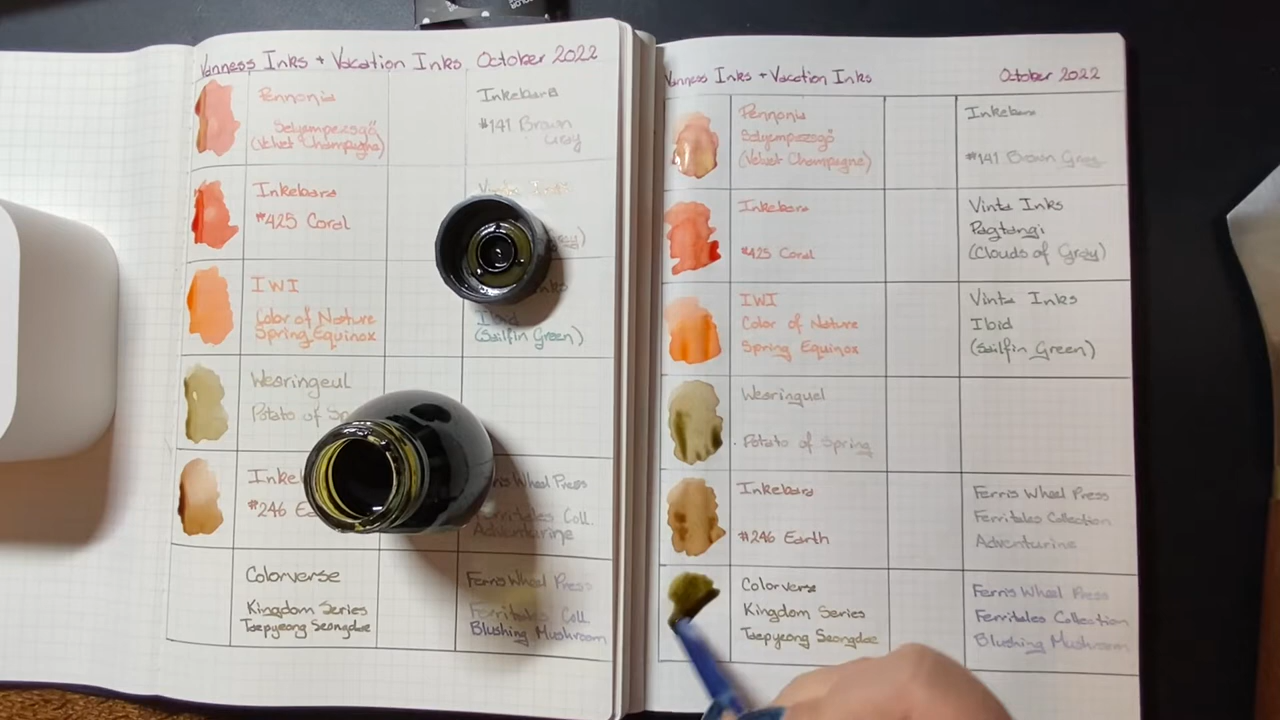 Vanness Inks + Vacation Inks October 2022
Pennonia
Selyempezsgő
(Velvet Champagne)
Inkebara
#141 Brown
Gray
Inkebara
#425 Coral
IWI
Color of Nature
Spring Equinox
Ibid
(Sailfin Green)
Wearingeul
Potato of Sp
Inke
#246 Ea
ris Wheel Press
Ferritales Coll.
Adventurine
Colorverse
Kingdom Series
Taepyeong Seongdae
Ferris Wheel Press
Ferritales Coll
Blushing Mushroom
Vanness Inks + Vacation Inks October 2022
Pennonia
Selyempezsgő
(Velvet Champagne)
Inkebara
#141 Brown Gray
Inkebara
#425 Coral
Vinta Inks
Pagtangi
(Clouds of Gray)
IWI
Color of Nature
Spring Equinox
Vinta Inks
Ibid
(Sailfin Green)
Wearingeul
Potato of Spring
Inkebara
#246 Earth
Ferris Wheel Press
Ferritales Collection
Adventurine
Colorverse
Kingdom Series
Taepyeong Seongdae
Ferris Wheel Press
Ferritales Collection
Blushing Mushroom